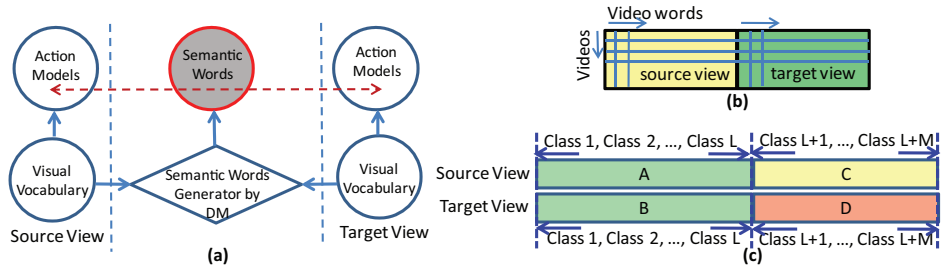 Action
Models
Semantic
Words
Action
Models
Visual
Vocabulary
Semantic Words
Generator by
DM
Visual
Vocabulary
Source View
(a)
Target View
Video words
Videos
source view
target view
(b)
Class 1, Class 2, ..., Class L
Class L+1, ..., Class L+M
Source View
A
C
Target View
B
D
Class 1, Class 2, ..., Class L
Class L+1, ..., Class L+M
(c)